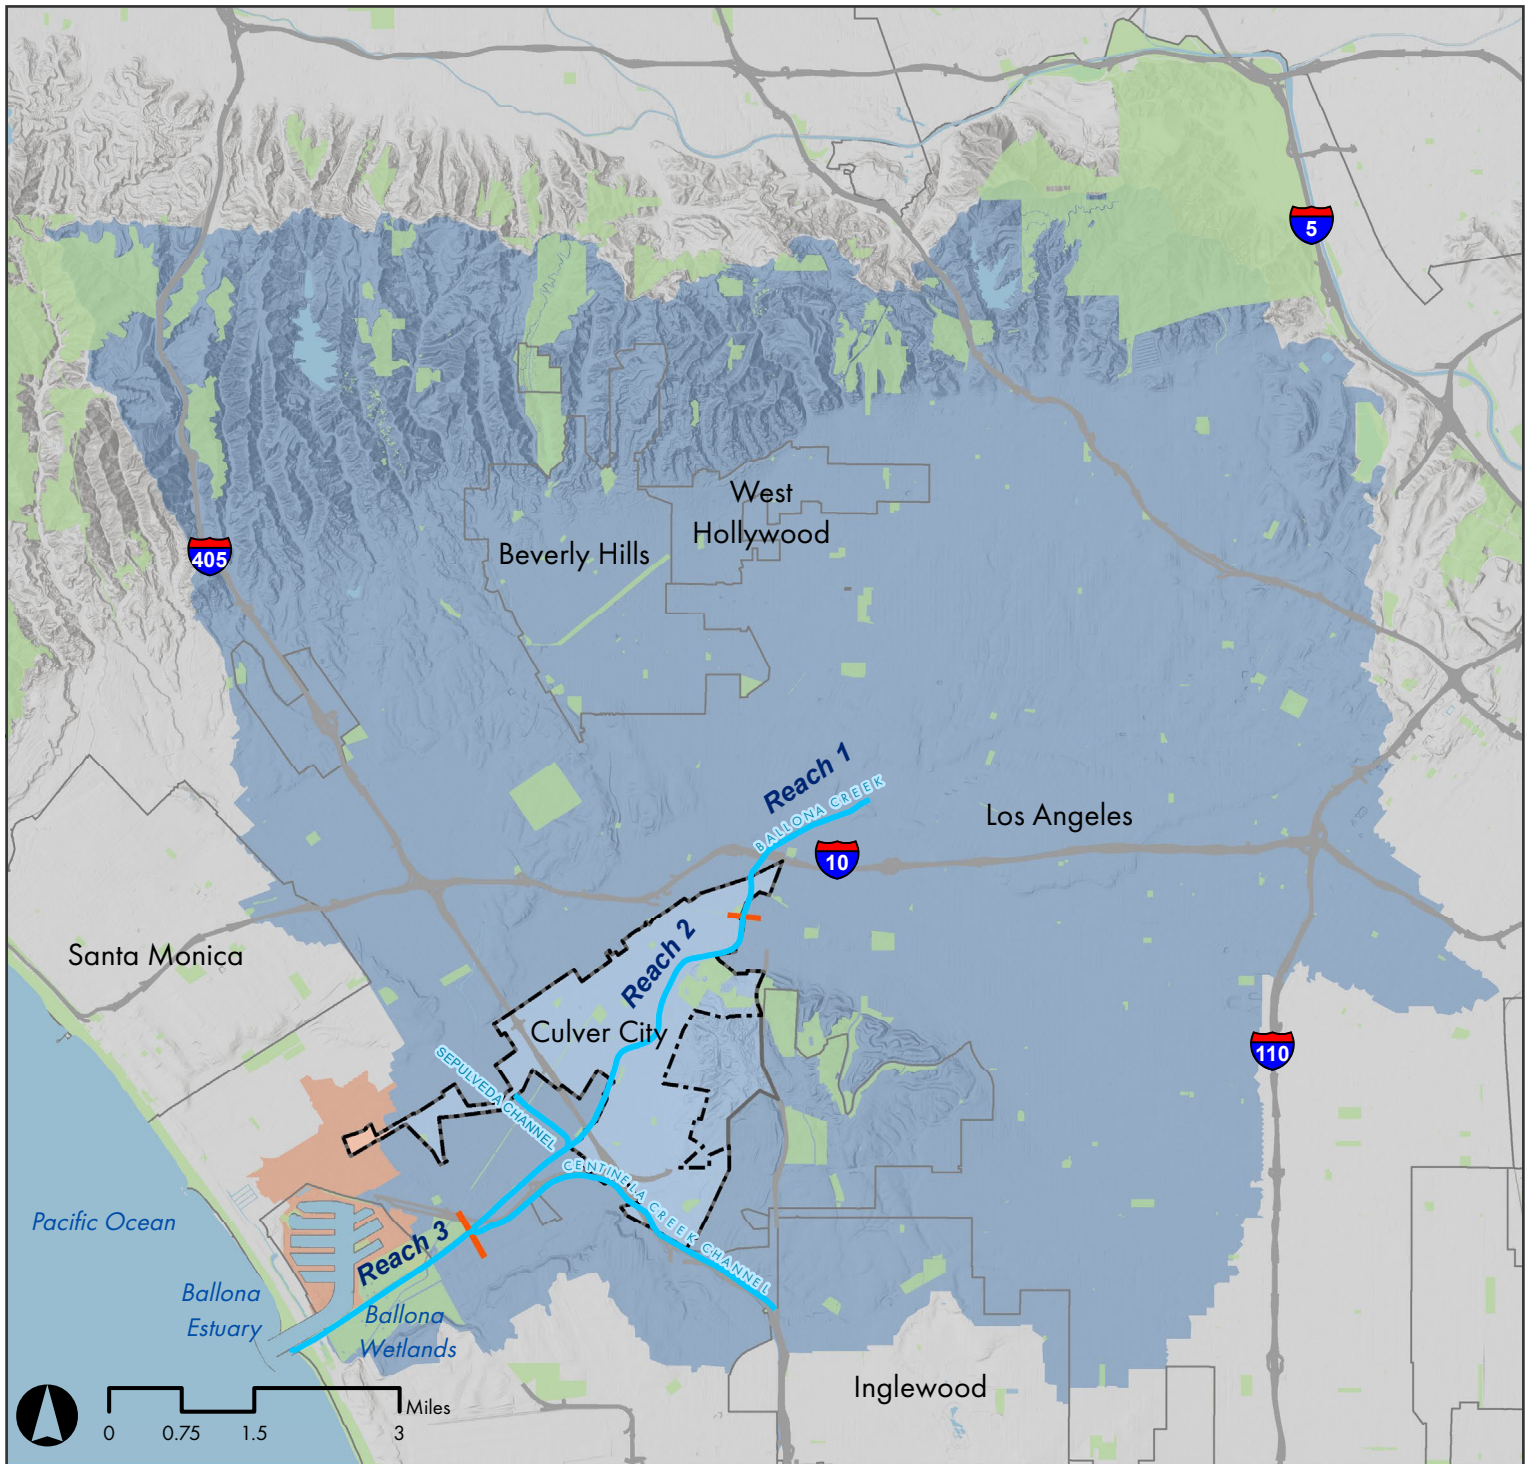 5
West
Hollywood
Beverly Hills
405
Reach 1
BALLONA CREEK
Los Angeles
10
Santa Monica
Reach 2
Culver City
110
SEPULVEDA CHANNEL
CENTINELA CREEK CHANNEL
Pacific Ocean
Reach 3
Ballona
Estuary
Ballona
Wetlands
Inglewood
Miles
0 0.75 1.5 3